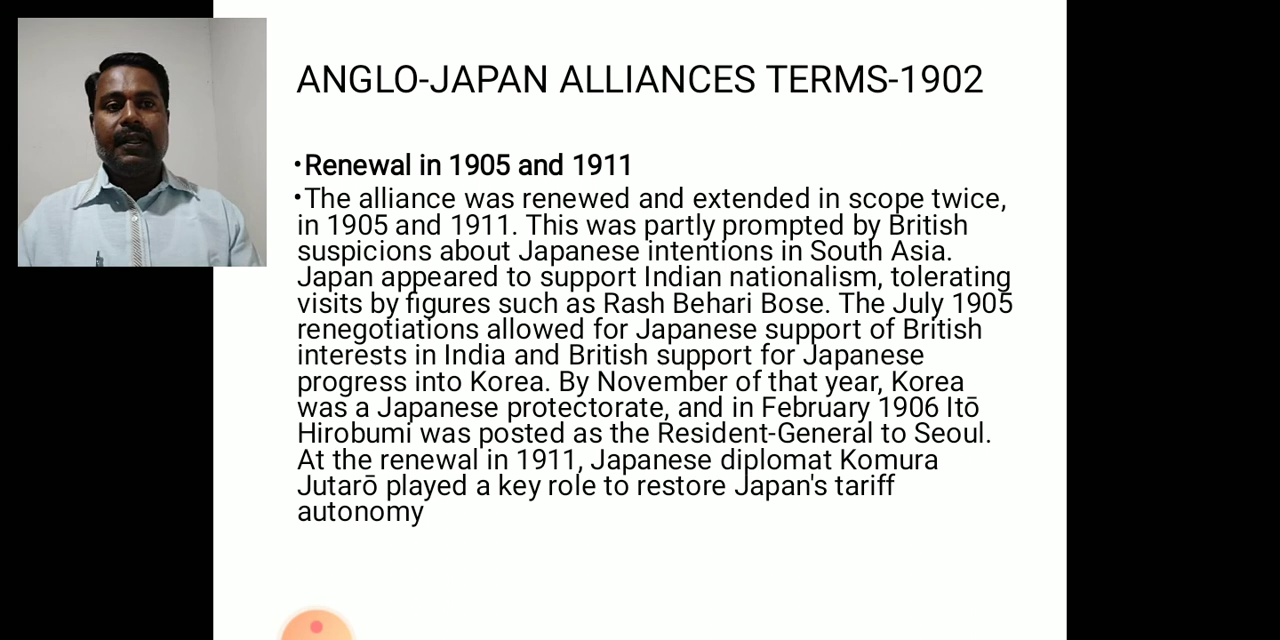 ANGLO-JAPAN ALLIANCES TERMS-1902
•Renewal in 1905 and 1911
•The alliance was renewed and extended in scope twice,
in 1905 and 1911. This was partly prompted by British
suspicions about Japanese intentions in South Asia.
Japan appeared to support Indian nationalism, tolerating
visits by figures such as Rash Behari Bose. The July 1905
renegotiations allowed for Japanese support of British
interests in India and British support for Japanese
progress into Korea. By November of that year, Korea
was a Japanese protectorate, and in February 1906 Itō
Hirobumi was posted as the Resident-General to Seoul.
At the renewal in 1911, Japanese diplomat Komura
Jutarō played a key role to restore Japan's tariff
autonomy